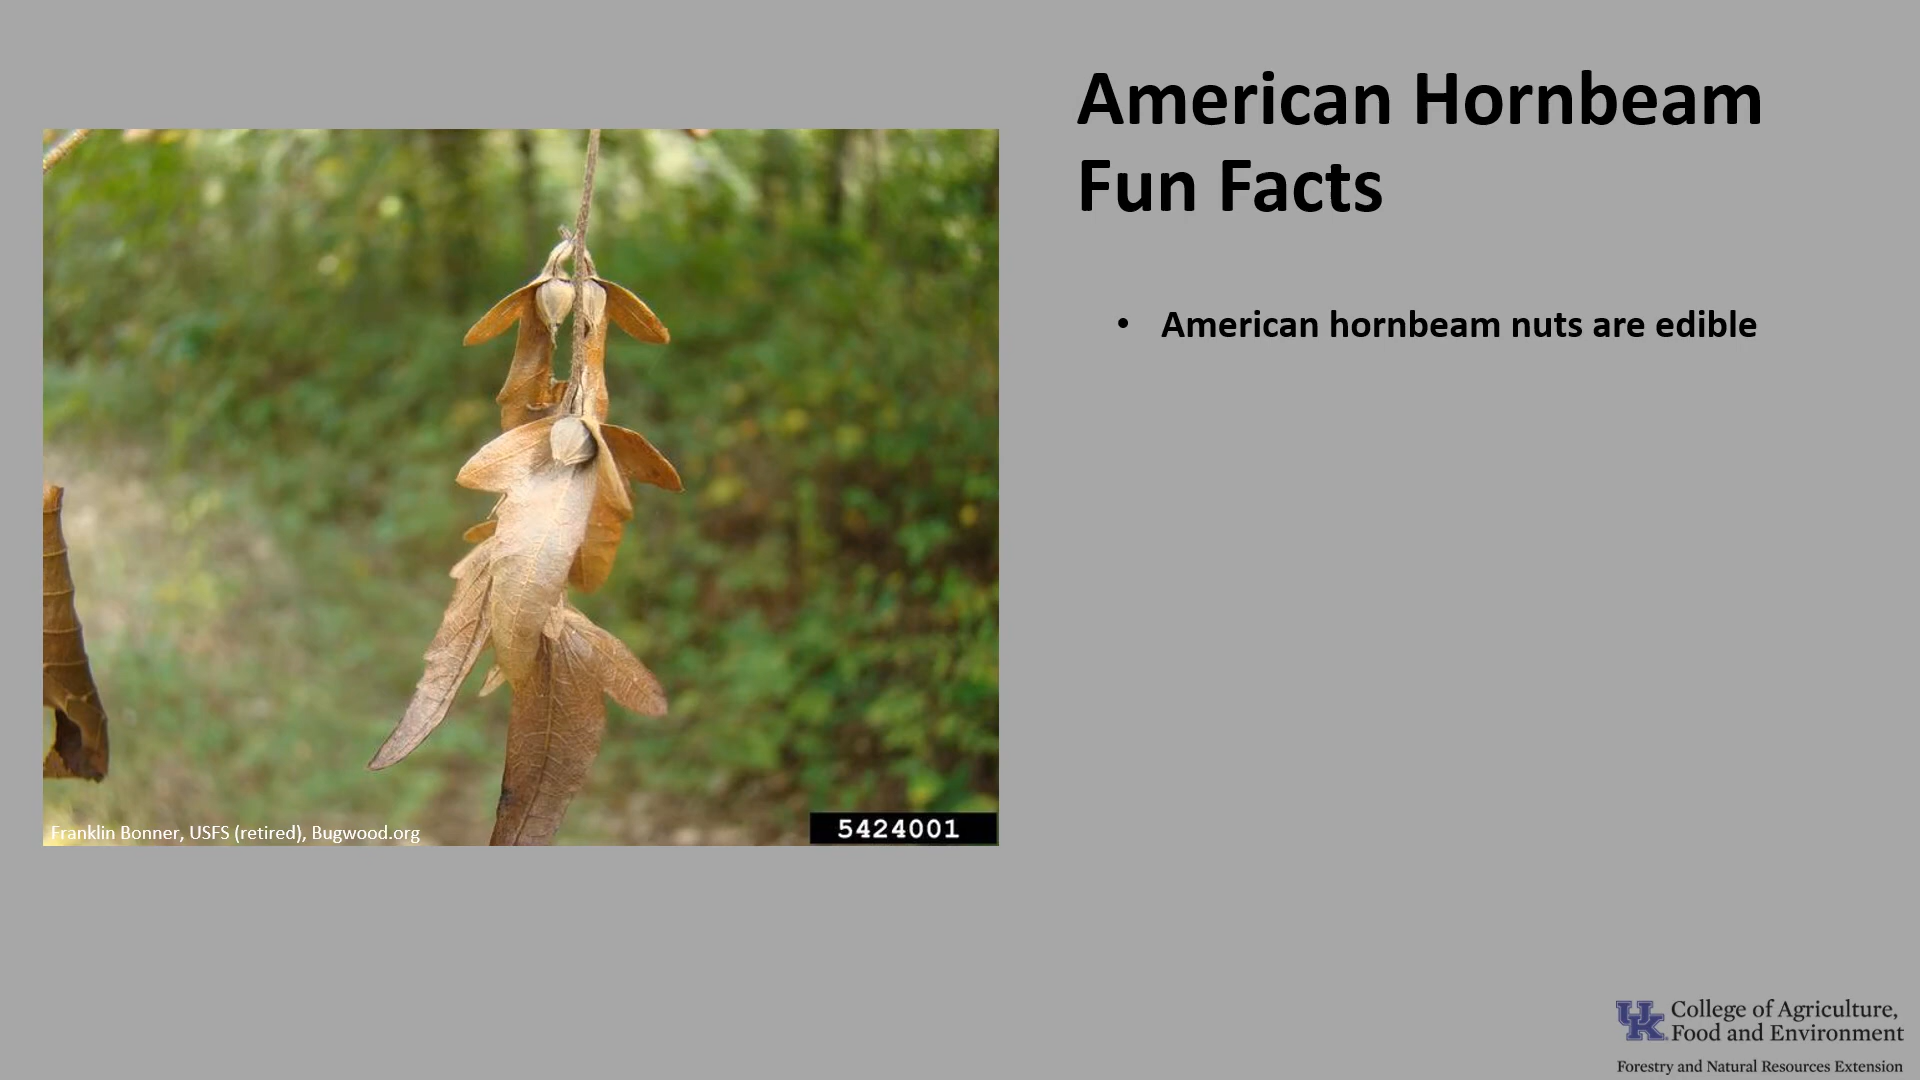 American Hornbeam
Fun Facts
• American hornbeam nuts are edible
Franklin Bonner, USFS (retired), Bugwood.org
5424001
UK College of Agriculture,
Food and Environment
Forestry and Natural Resources Extension